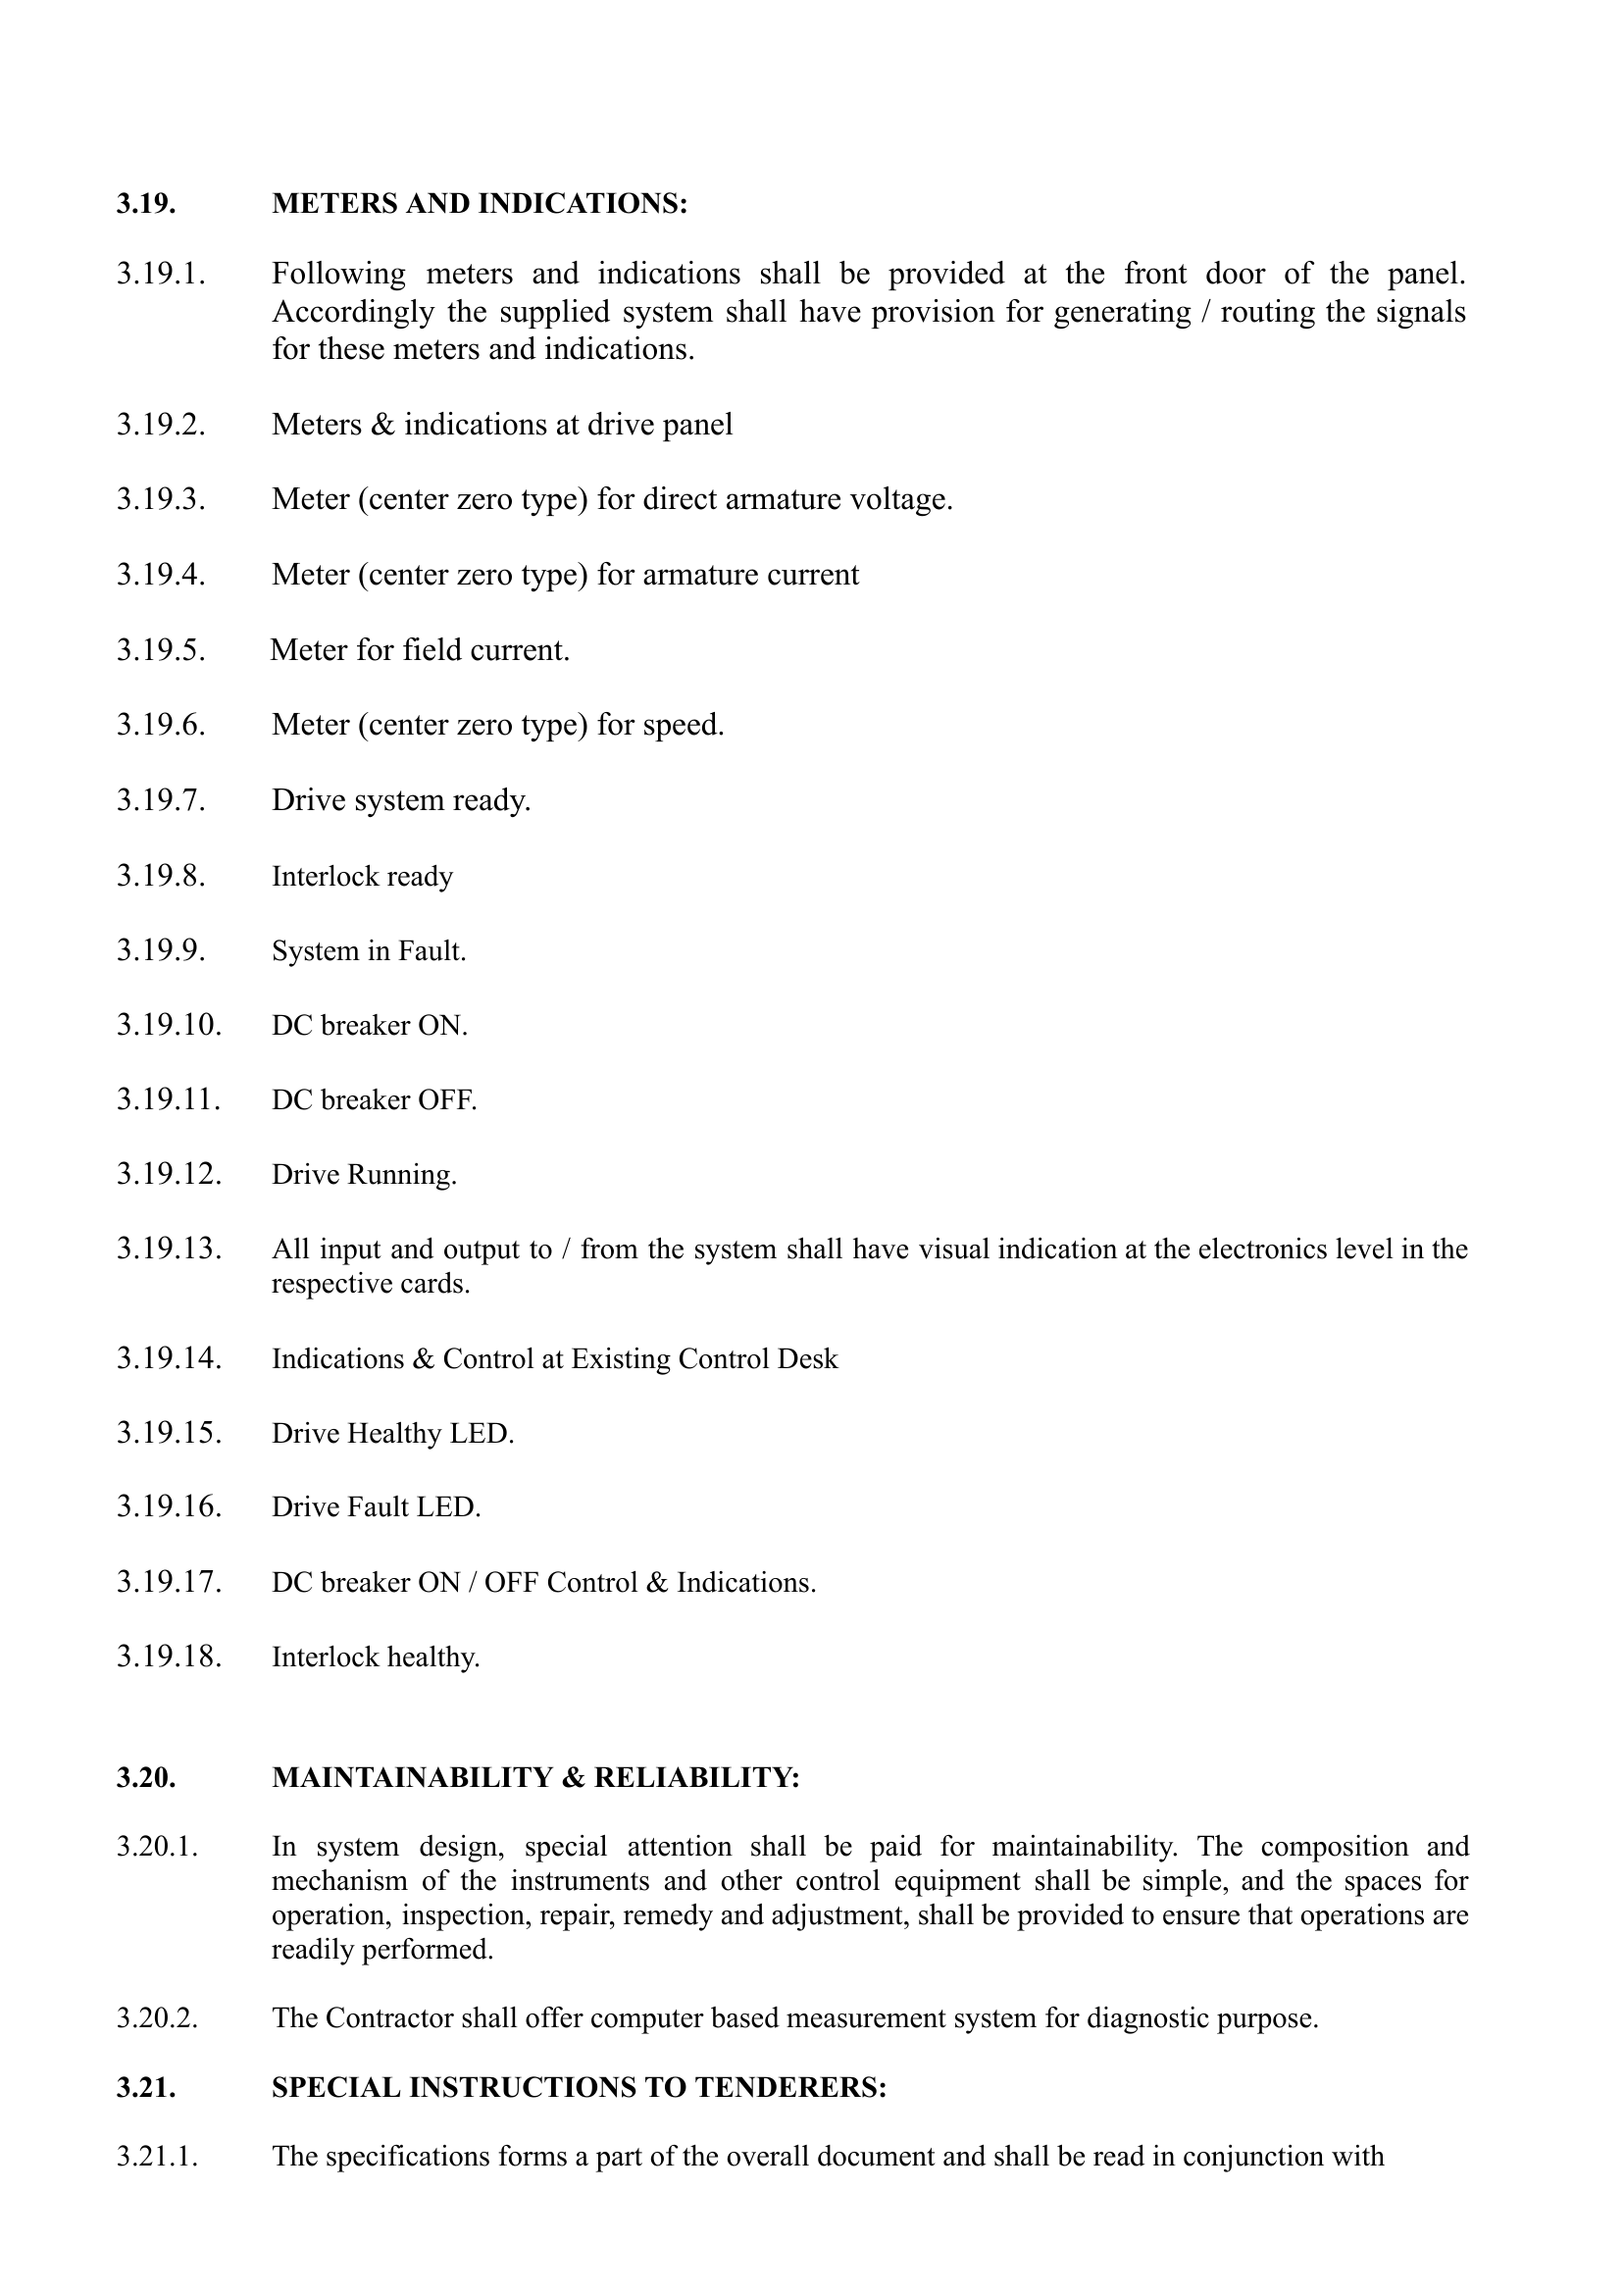 3.19. METERS AND INDICATIONS:
3.19.1. Following meters and indications shall be provided at the front door of the panel.
Accordingly the supplied system shall have provision for generating / routing the signals
for these meters and indications.
3.19.2. Meters & indications at drive panel
3.19.3. Meter (center zero type) for direct armature voltage.
3.19.4. Meter (center zero type) for armature current
3.19.5. Meter for field current.
3.19.6. Meter (center zero type) for speed.
3.19.7. Drive system ready.
3.19.8. Interlock ready
3.19.9. System in Fault.
3.19.10. DC breaker ON.
3.19.11. DC breaker OFF.
3.19.12. Drive Running.
3.19.13. All input and output to / from the system shall have visual indication at the electronics level in the
respective cards.
3.19.14. Indications & Control at Existing Control Desk
3.19.15. Drive Healthy LED.
3.19.16. Drive Fault LED.
3.19.17. DC breaker ON / OFF Control & Indications.
3.19.18. Interlock healthy.
3.20. MAINTAINABILITY & RELIABILITY:
3.20.1. In system design, special attention shall be paid for maintainability. The composition and
mechanism of the instruments and other control equipment shall be simple, and the spaces for
operation, inspection, repair, remedy and adjustment, shall be provided to ensure that operations are
readily performed.
3.20.2. The Contractor shall offer computer based measurement system for diagnostic purpose.
3.21. SPECIAL INSTRUCTIONS TO TENDERERS:
3.21.1. The specifications forms a part of the overall document and shall be read in conjunction with